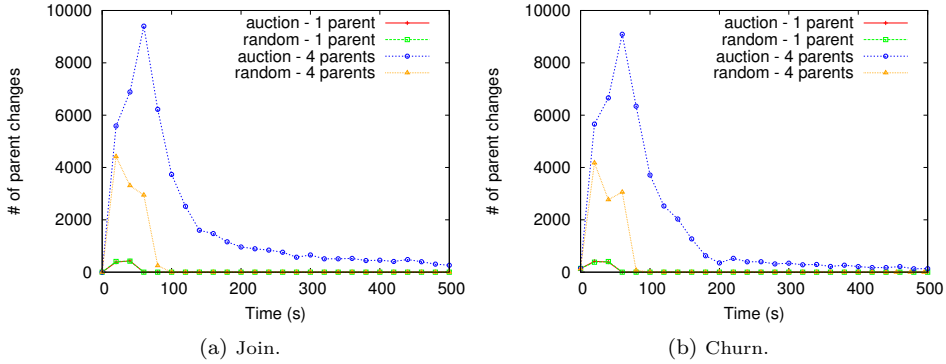 10000
8000
6000
4000
2000
0
# of parent changes
auction - 1 parent
random - 1 parent
auction - 4 parents
random - 4 parents
0 100 200 300 400 500
Time (s)
(a) Join.
10000
8000
6000
4000
2000
0
# of parent changes
auction - 1 parent
random - 1 parent
auction - 4 parents
random - 4 parents
0 100 200 300 400 500
Time (s)
(b) Churn.